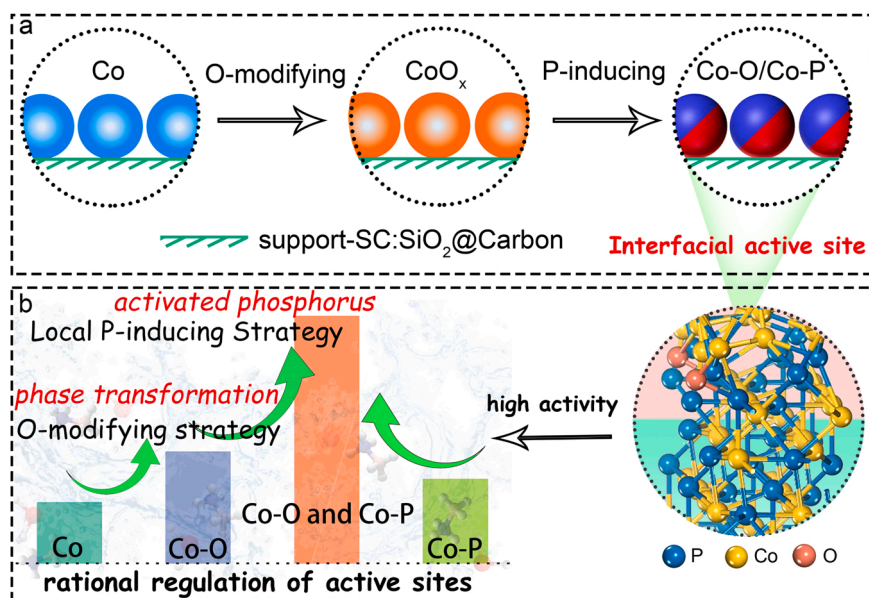 a
Co
O-modifying
CoOx
P-inducing
Co-O/Co-P
support-SC:SiO2@Carbon
Interfacial active site
b
activated phosphorus
Local P-inducing Strategy
phase transformation
O-modifying strategy
high activity
Co
Co-O
Co-O and Co-P
Co-P
P
Co
O
rational regulation of active sites